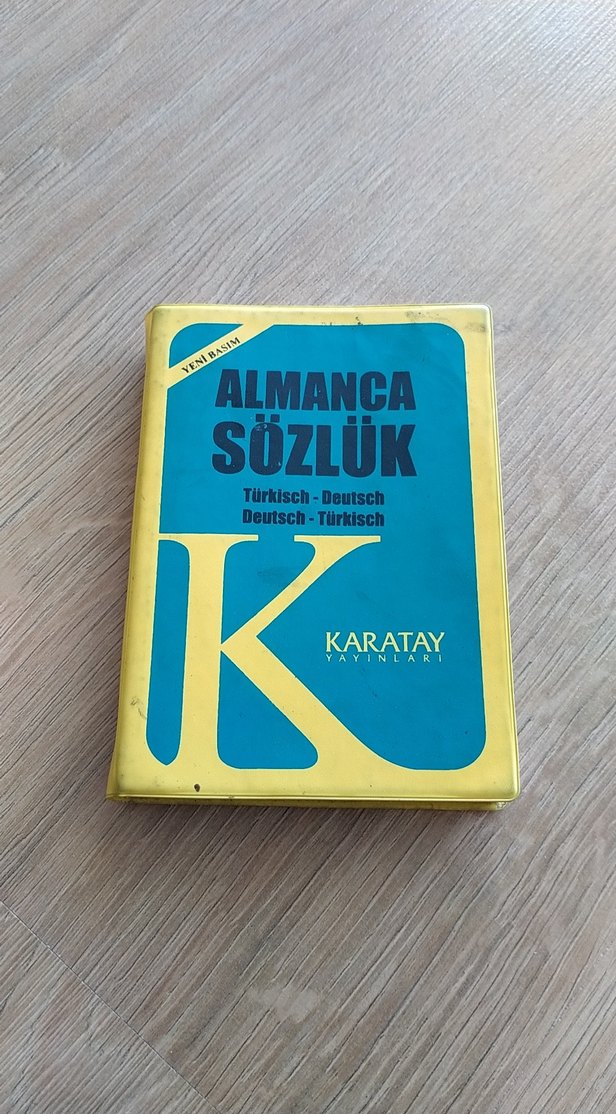 YENİ BASIM
ALMANCA
SÖZLÜK
Türkisch - Deutsch
Deutsch - Türkisch
K
KARATAY
YAYINLARI